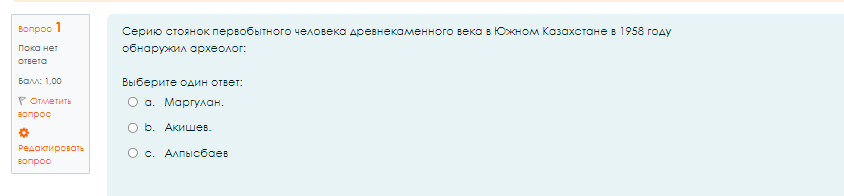 Вопрос 1
Пока нет
ответа
Балл: 1,00
Отметить
вопрос
Редактировать
вопрос
Серию стоянок первобытного человека древнекаменного века в Южном Казахстане в 1958 году
обнаружил археолог:
Выберите один ответ:
a. Маргулан.
b. Акишев.
c. Алпысбаев